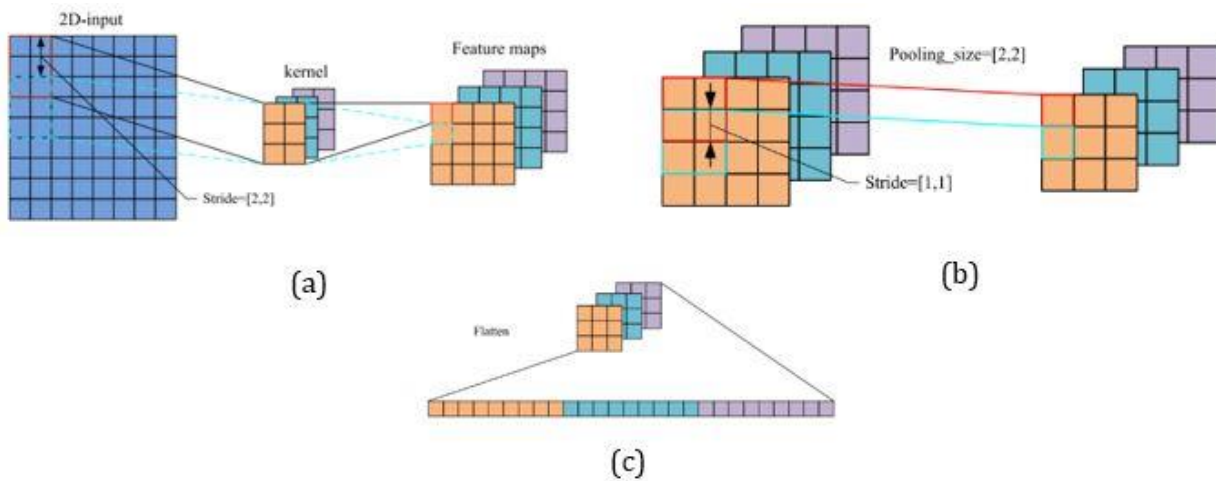 2D-input
kernel
Feature maps
Stride=[2,2]
(a)
Pooling_size=[2,2]
Stride=[1,1]
(b)
Flatten
(c)